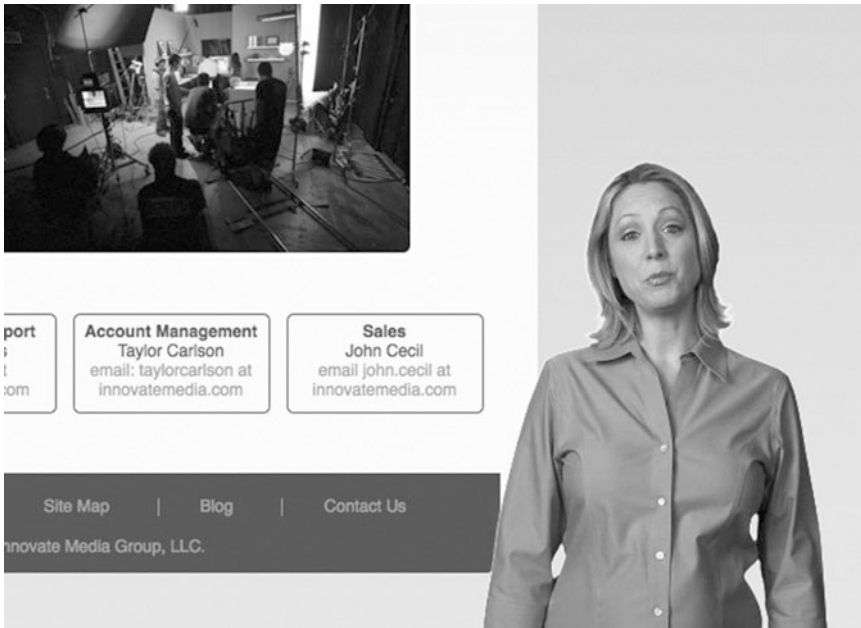 port
s
t
com
Account Management
Taylor Carlson
email: taylorcarlson at
innovatemedia.com
Sales
John Cecil
email john.cecil at
innovatemedia.com
Site Map | Blog | Contact Us
nnovate Media Group, LLC.